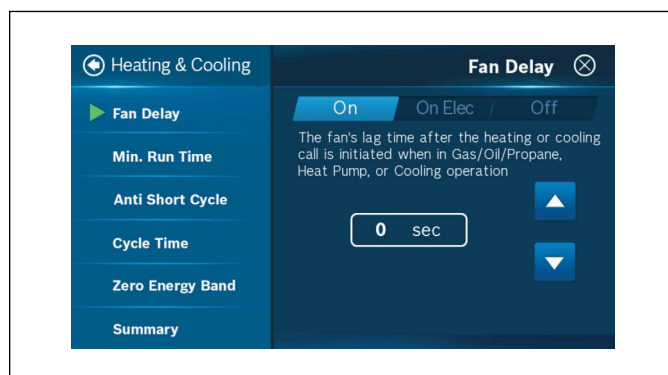 Heating & Cooling
Fan Delay
Min. Run Time
Anti Short Cycle
Cycle Time
Zero Energy Band
Summary
Fan Delay
On On Elec / Off
The fan's lag time after the heating or cooling
call is initiated when in Gas/Oil/Propane,
Heat Pump, or Cooling operation
0 sec